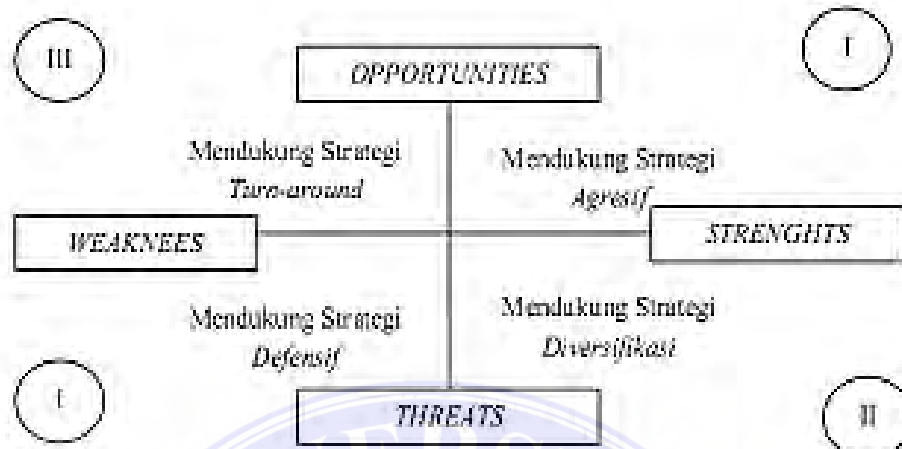 III
I
OPPORTUNITIES
Mendukung Strategi
Turn-around
Mendukung Strategi
Agresif
WEAKNEES
STRENGHTS
Mendukung Strategi
Defensif
Mendukung Strategi
Diversifikasi
I
THREATS
II